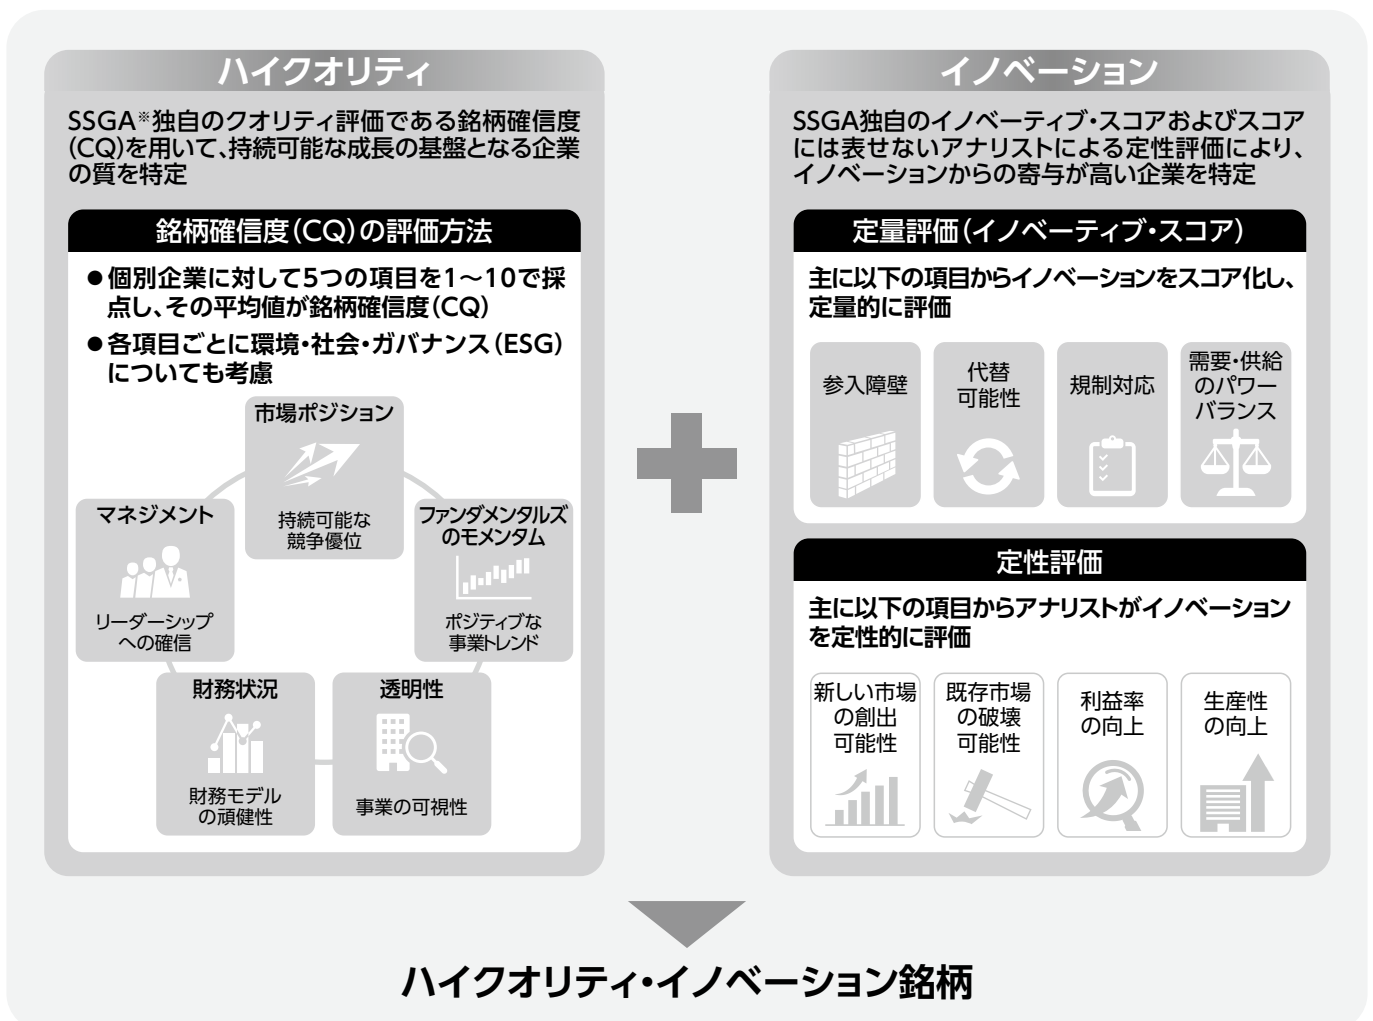 ハイクオリティ
SSGA※独自のクオリティ評価である銘柄確信度
(CQ)を用いて、持続可能な成長の基盤となる企業
の質を特定
銘柄確信度(CQ)の評価方法
●個別企業に対して5つの項目を1～10で採
点し、その平均値が銘柄確信度(CQ)
●各項目ごとに環境・社会・ガバナンス(ESG)
についても考慮
市場ポジション
持続可能な
競争優位
マネジメント
リーダーシップ
への確信
ファンダメンタルズ
のモメンタム
ポジティブな
事業トレンド
財務状況
財務モデル
の頑健性
透明性
事業の可視性
イノベーション
SSGA独自のイノベーティブ・スコアおよびスコア
には表せないアナリストによる定性評価により、
イノベーションからの寄与が高い企業を特定
定量評価(イノベーティブ・スコア)
主に以下の項目からイノベーションをスコア化し、
定量的に評価
参入障壁
代替
可能性
規制対応
需要・供給
のパワー
バランス
定性評価
主に以下の項目からアナリストがイノベーション
を定性的に評価
新しい市場
の創出
可能性
既存市場
の破壊
可能性
利益率
の向上
生産性
の向上
ハイクオリティ・イノベーション銘柄